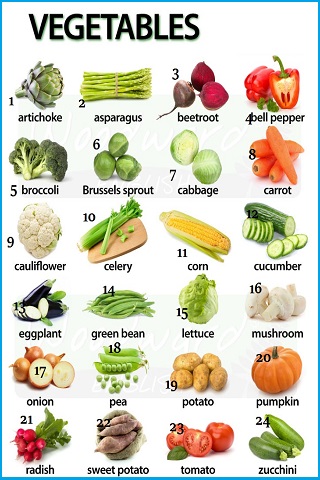 VEGETABLES
1 2 3 4
artichoke asparagus beetroot bell pepper
5 6 7 8
broccoli Brussels sprout cabbage carrot
9 10 11 12
cauliflower celery corn cucumber
13 14 15 16
eggplant green bean lettuce mushroom
17 18 19 20
onion pea potato pumpkin
21 22 23 24
radish sweet potato tomato zucchini